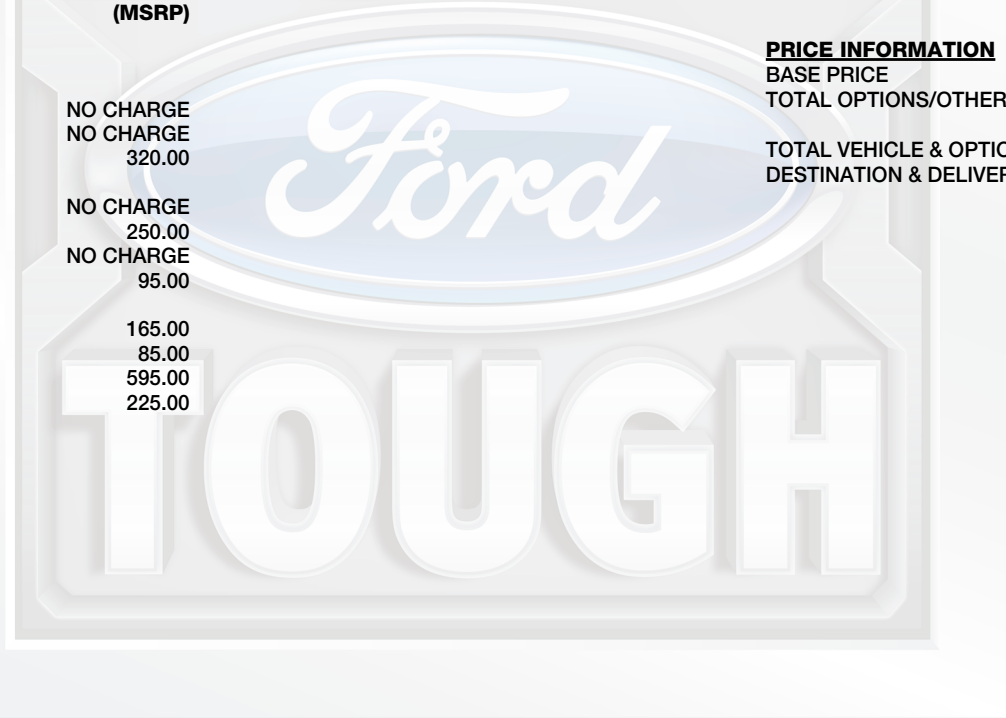 (MSRP)
NO CHARGE
NO CHARGE
320.00
NO CHARGE
250.00
NO CHARGE
95.00
165.00
85.00
595.00
225.00
PRICE INFORMATION
BASE PRICE
TOTAL OPTIONS/OTHER
TOTAL VEHICLE & OPTIO
DESTINATION & DELIVER
Ford
TOUGH